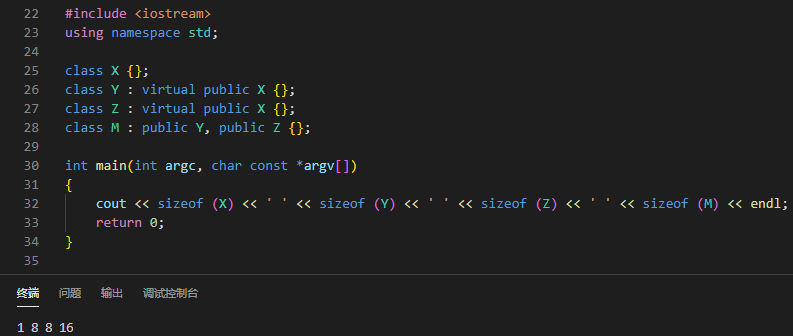 22 #include <iostream>
23 using namespace std;
24
25 class X {};
26 class Y : virtual public X {};
27 class Z : virtual public X {};
28 class M : public Y, public Z {};
29
30 int main(int argc, char const *argv[])
31 {
32     cout << sizeof (X) << ' ' << sizeof (Y) << ' ' << sizeof (Z) << ' ' << sizeof (M) << endl;
33     return 0;
34 }
35
终端 问题 输出 调试控制台
1 8 8 16